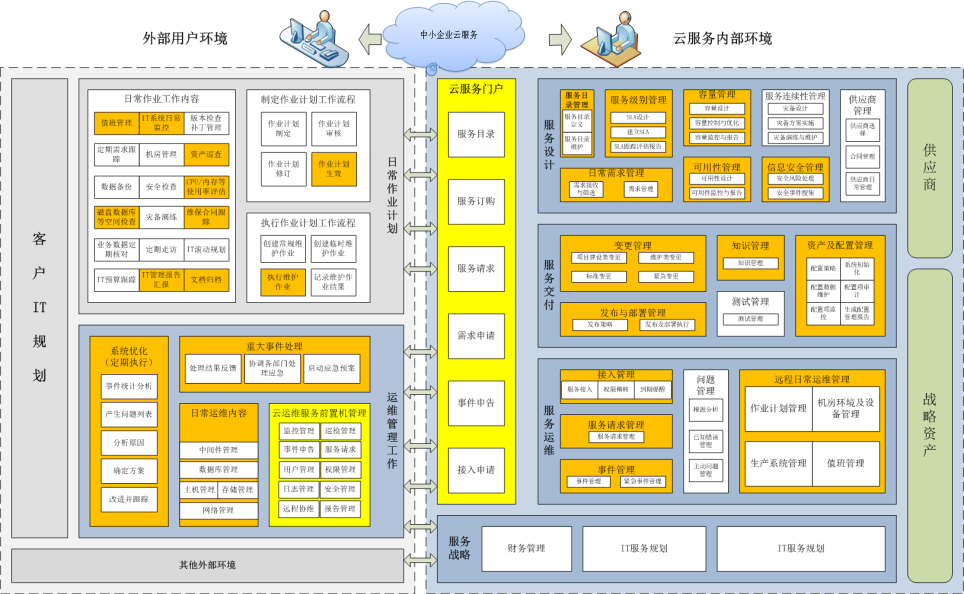 外部用户环境
中小企业云服务
云服务内部环境
客
户
IT
规
划
日常作业工作内容
值班管理
IT系统日常
监控
版本检查
补丁管理
定期需求跟
踪
机房管理
资产巡查
数据备份
安全检查
CPU/内存等
使用率评估
磁盘数据库
等空间检查
灾备演练
维保合同跟
踪
业务数据定
期核对
定期走访
IT滚动规划
IT预算跟踪
IT管理报告
汇报
文档归档
制定作业计划工作流程
作业计划
制定
作业计划
审核
作业计划
修订
作业计划
生效
执行作业计划工作流程
创建常规维
护作业
创建临时维
护作业
执行维护
作业
记录维护作
业结果
日
常
作
业
计
划
系统优化
（定期执行）
事件统计分析
产生问题列表
分析原因
确定方案
改进并跟踪
重大事件处理
处理结果反馈
协调各部门处
理应急
启动应急预案
日常运维内容
中间件管理
数据库管理
主机管理
存储管理
网络管理
云运维服务前置机管理
监控管理
巡检管理
事件申告
服务请求
用户管理
权限管理
日志管理
安全管理
远程协维
报告管理
运
维
管
理
工
作
其他外部环境
云服务门户
服务目录
服务订购
服务请求
需求申请
事件申告
接入申请
服
务
设
计
服务目
录管理
服务目录
定义
服务目录
维护
服务级别管理
SLA设计
建立SLA
SLA跟踪评估报告
容量管理
容量设计
容量控制与优化
容量监控与报告
服务连续性管理
灾备设计
灾备方案实施
灾备演练与维护
供应商
管理
供应商选
择
合同管理
供应商日
常管理
日常需求管理
需求接收
与筛选
需求管理
可用性管理
可用性设计
可用性监控与报告
信息安全管理
安全风险处理
安全事件搜集
服
务
交
付
变更管理
项目建设类变更
维护类变更
标准变更
紧急变更
知识管理
知识管理
资产及配置管理
配置策略
系统初始
化
配置数据
维护
配置项审
计
配置项监
控
生成配置
管理报告
发布与部署管理
发布策略
发布及部署执行
测试管理
测试管理
服
务
运
维
接入管理
服务接入
权限稽核
到期提醒
服务请求管理
服务请求管理
事件管理
事件管理
紧急事件管理
问题
管理
根源分析
已知错误
管理
主动问题
管理
远程日常运维管理
作业计划管理
机房环境及设
备管理
生产系统管理
值班管理
服务
战略
财务管理
IT服务规划
IT服务规划
供
应
商
战
略
资
产